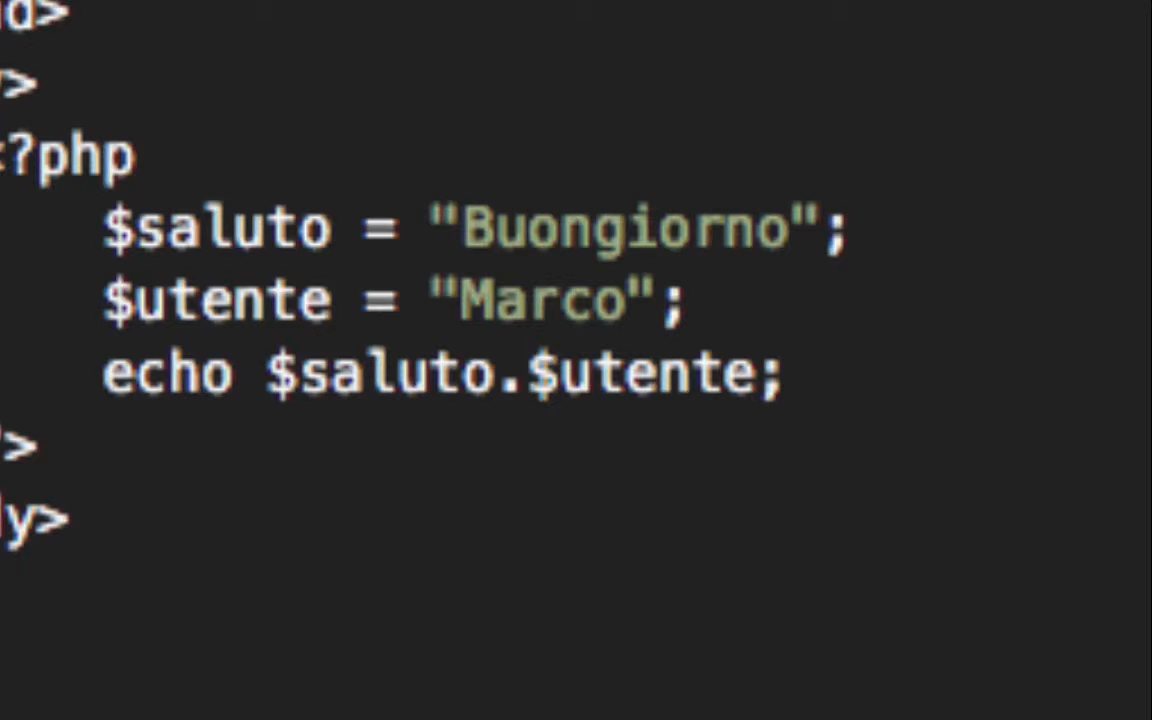 d>
>
?php
$saluto = "Buongiorno";
$utente = "Marco";
echo $saluto.$utente;
>
y>